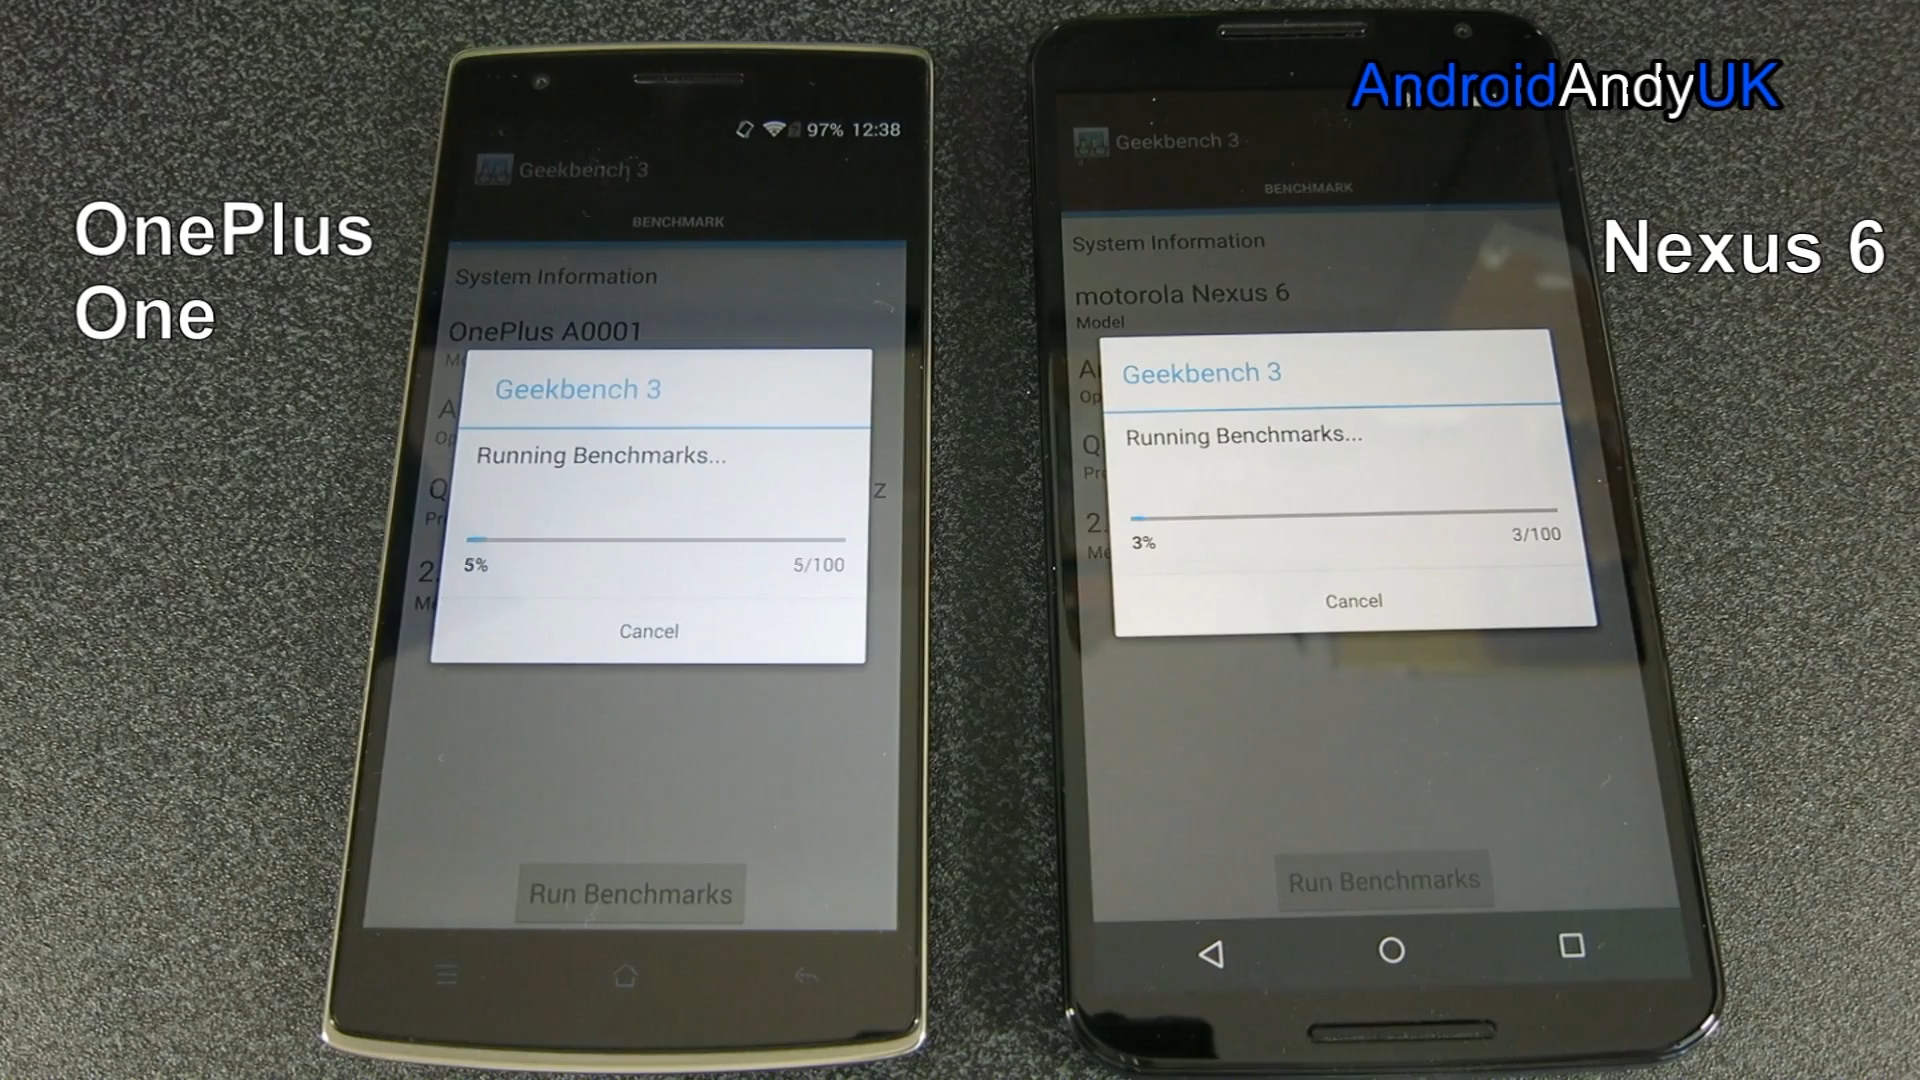 AndroidAndyUK
OnePlus
One
Nexus 6
97% 12:38
Geekbench 3
BENCHMARK
System Information
OnePlus A0001
Geekbench 3
Running Benchmarks...
5%
5/100
Cancel
Run Benchmarks
Geekbench 3
BENCHMARK
System Information
motorola Nexus 6
Model
Geekbench 3
Running Benchmarks...
3%
3/100
Cancel
Run Benchmarks